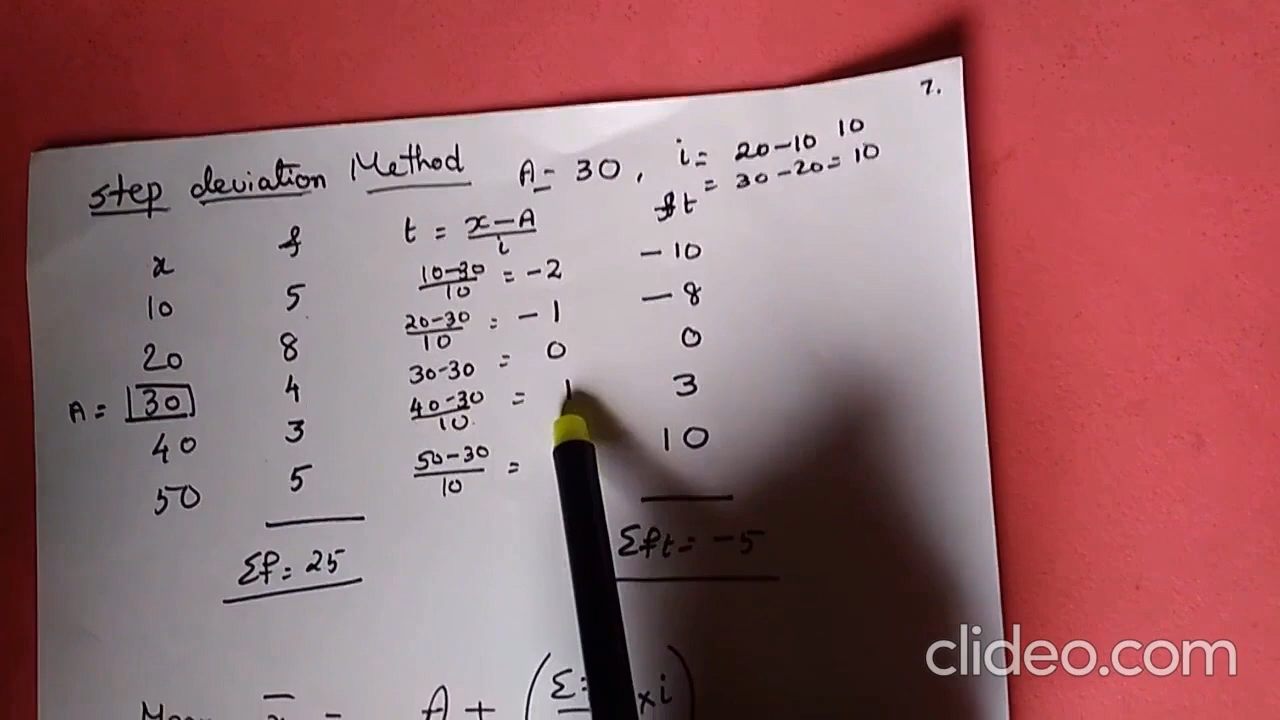 7.
step deviation Method A = 30, i = 20-10 10
= 30-20 = 10
x f t = x-A/i ft
10 5 10-30/10 = -2 -10
20 8 20-30/10 = -1 -8
A = 30 4 30-30 = 0 0
40 3 40-30/10 = 1 3
50 5 50-30/10 = 10
Σf = 25 Σft = -5
A + (Σ xi)
clideo.com